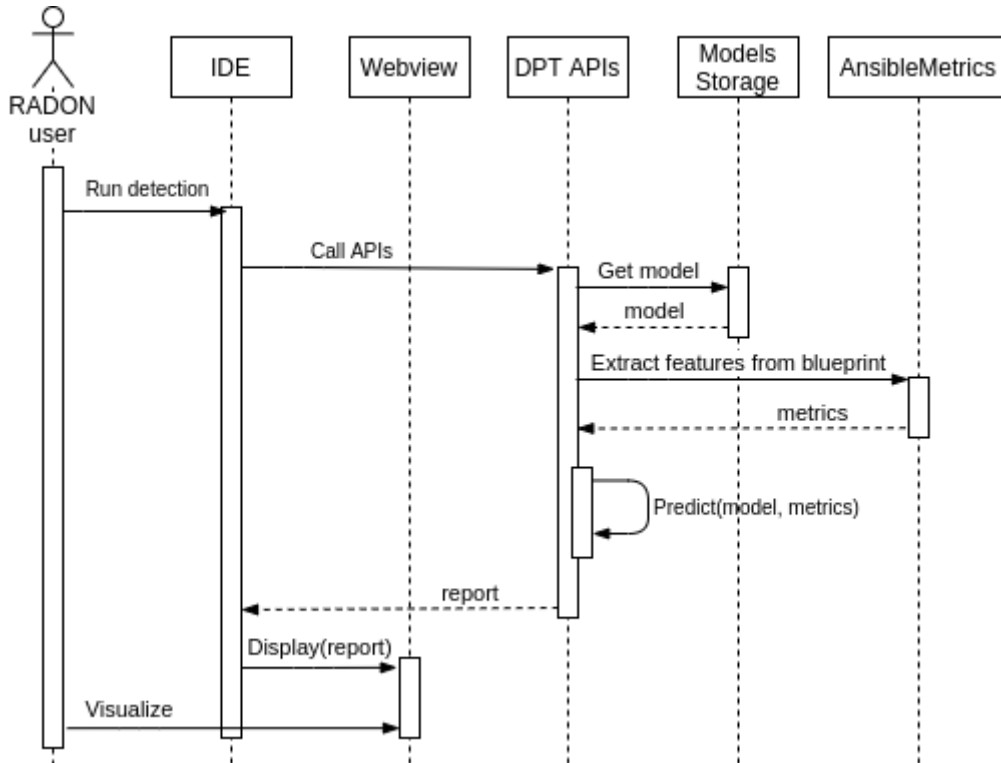 RADON
user
IDE
Webview
DPT APIs
Models
Storage
AnsibleMetrics
Run detection
Call APIs
Get model
model
Extract features from blueprint
metrics
Predict(model, metrics)
report
Display(report)
Visualize